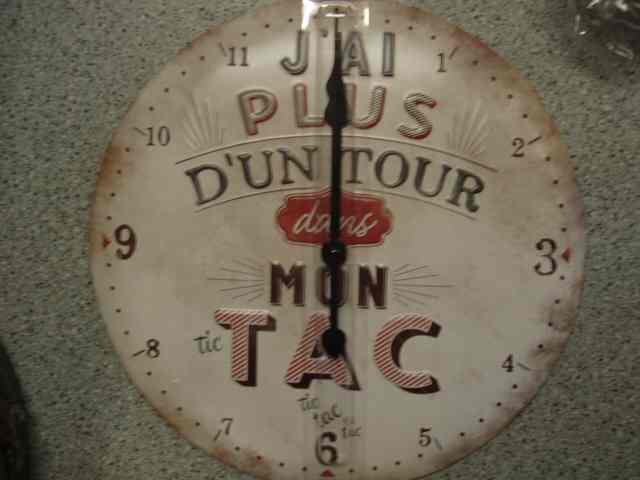 J'AI
PLUS
D'UN TOUR
dans
MON
tic TAC
tic
tac
tic
11
1
10
2
9
3
8
4
7
5
6